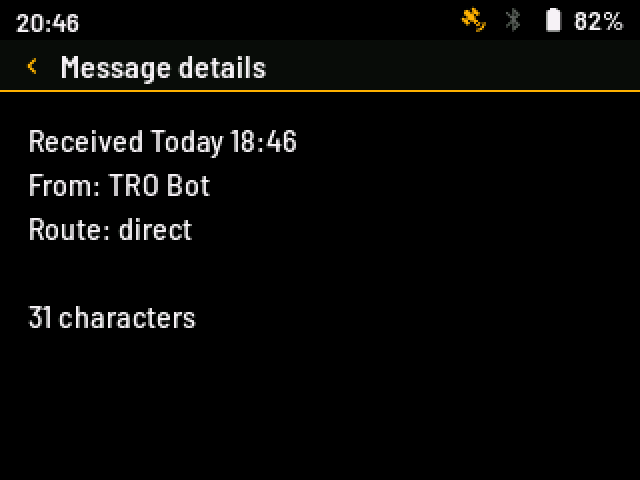 20:46
82%
Message details
Received Today 18:46
From: TRO Bot
Route: direct
31 characters